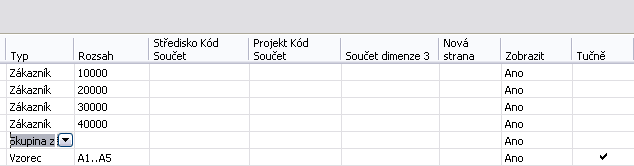 Typ Rozsah Středisko Kód Součet Projekt Kód Součet Součet dimenze 3 Nová strana Zobrazit Tučně
Zákazník 10000 Ano
Zákazník 20000 Ano
Zákazník 30000 Ano
Zákazník 40000 Ano
skupina z Ano
Vzorec A1..A5 Ano